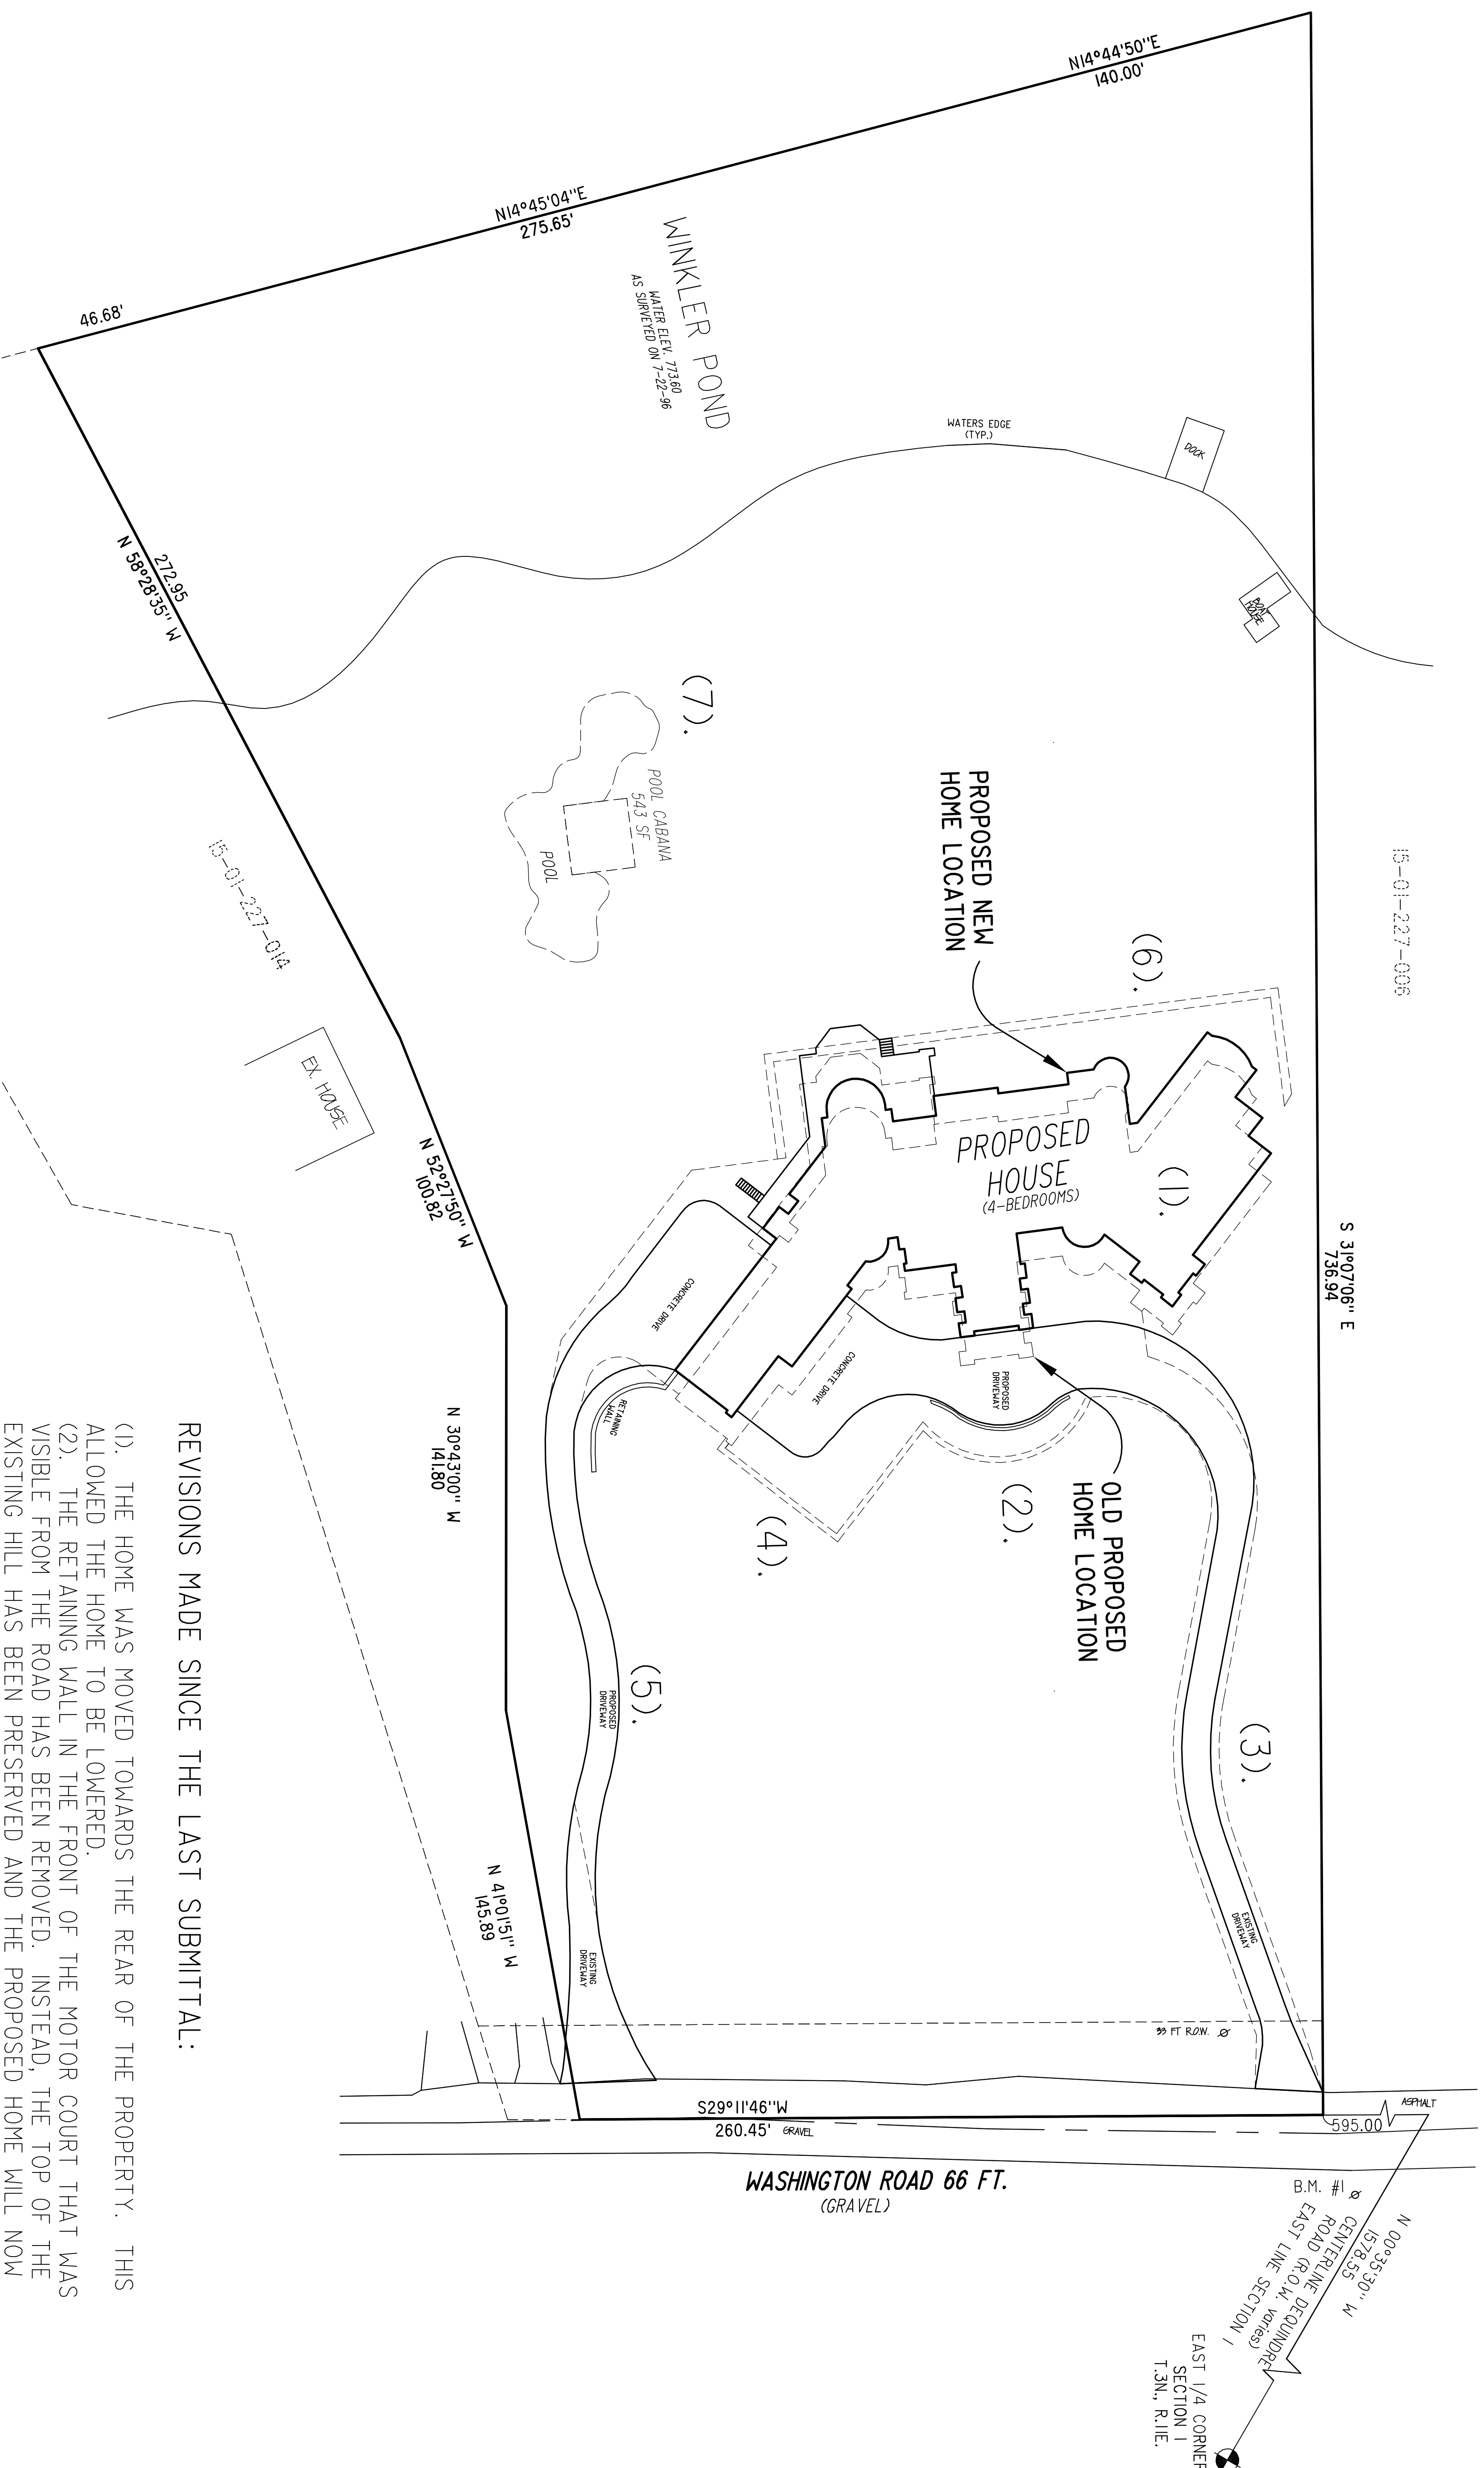 N14°44'50"E
140.00'
N14°45'04"E
275.65'
46.68'
WINKLER POND
WATER ELEV. 773.60
AS SURVEYED ON 7-22-96
WATERS EDGE
(TYP.)
DOCK
BOAT
HOUSE
272.95
N 58°28'35" W
(7).
POOL CABANA
543 SF
POOL
15-01-227-014
15-01-227-006
PROPOSED NEW
HOME LOCATION
(6).
EX. HOUSE
N 52°27'50" W
100.82
PROPOSED
HOUSE
(4-BEDROOMS)
(1).
S 31°07'06" E
736.94
CONCRETE DRIVE
CONCRETE DRIVE
PROPOSED
DRIVEWAY
RETAINING
WALL
N 30°43'00" W
141.80
OLD PROPOSED
HOME LOCATION
(2).
(4).
(5).
PROPOSED
DRIVEWAY
(3).
EXISTING
DRIVEWAY
EXISTING
DRIVEWAY
N 41°01'51" W
145.89
33 FT R.O.W.
S29°11'46"W
260.45'
GRAVEL
ASPHALT
595.00
WASHINGTON ROAD 66 FT.
(GRAVEL)
B.M. #1
N 00°35'30" W
1578.55
CENTERLINE DEQUINDRE
ROAD (R.O.W. varies)
EAST LINE SECTION 1
EAST 1/4 CORNER
SECTION 1
T.3N., R.11E.
REVISIONS MADE SINCE THE LAST SUBMITTAL:
(1). THE HOME WAS MOVED TOWARDS THE REAR OF THE PROPERTY. THIS
ALLOWED THE HOME TO BE LOWERED.
(2). THE RETAINING WALL IN THE FRONT OF THE MOTOR COURT THAT WAS
VISIBLE FROM THE ROAD HAS BEEN REMOVED. INSTEAD, THE TOP OF THE
EXISTING HILL HAS BEEN PRESERVED AND THE PROPOSED HOME WILL NOW